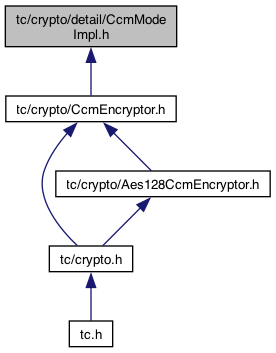 tc/crypto/detail/CcmMode
Impl.h
tc/crypto/CcmEncryptor.h
tc/crypto/Aes128CcmEncryptor.h
tc/crypto.h
tc.h